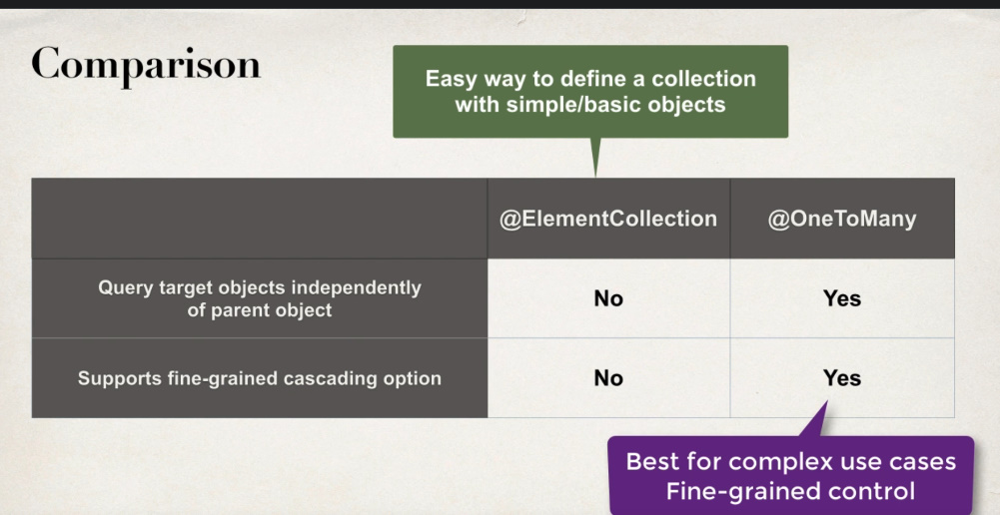 Comparison
Easy way to define a collection
with simple/basic objects
@ElementCollection
@OneToMany
Query target objects independently
of parent object
No
Yes
Supports fine-grained cascading option
No
Yes
Best for complex use cases
Fine-grained control